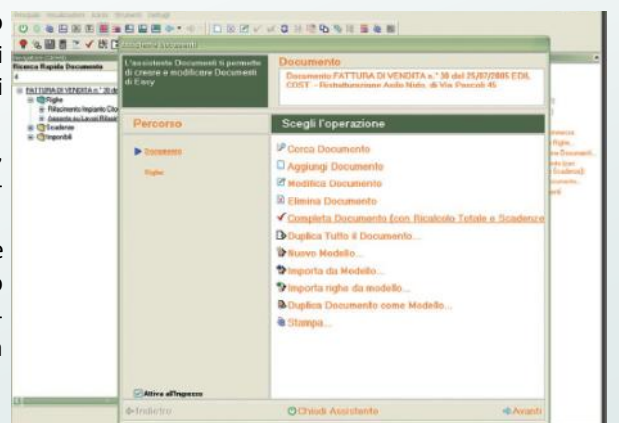 Assistente Documenti
L'assistente Documenti ti permette
di creare e modificare Documenti
di Easy
Documento
Documento FATTURA DI VENDITA n.° 30 del 25/07/2005 EDIL
COST - Ristrutturazione Asilo Nido, di Via Pascoli 45
Ricerca Rapida Documento
4
FATTURA DI VENDITA n.° 30 de
Righe
Rifacimento Impianto
Scadenze
Imponibili
Percorso
Documento
Righe
Scegli l'operazione
Cerca Documento
Aggiungi Documento
Modifica Documento
Elimina Documento
Completa Documento (con Ricalcolo Totale e Scadenze
Duplica Tutto il Documento...
Nuovo Modello...
Importa da Modello...
Importa righe da modello...
Duplica Documento come Modello...
Stampa...
Attiva all'Ingresso
Indietro
Chiudi Assistente
Avanti